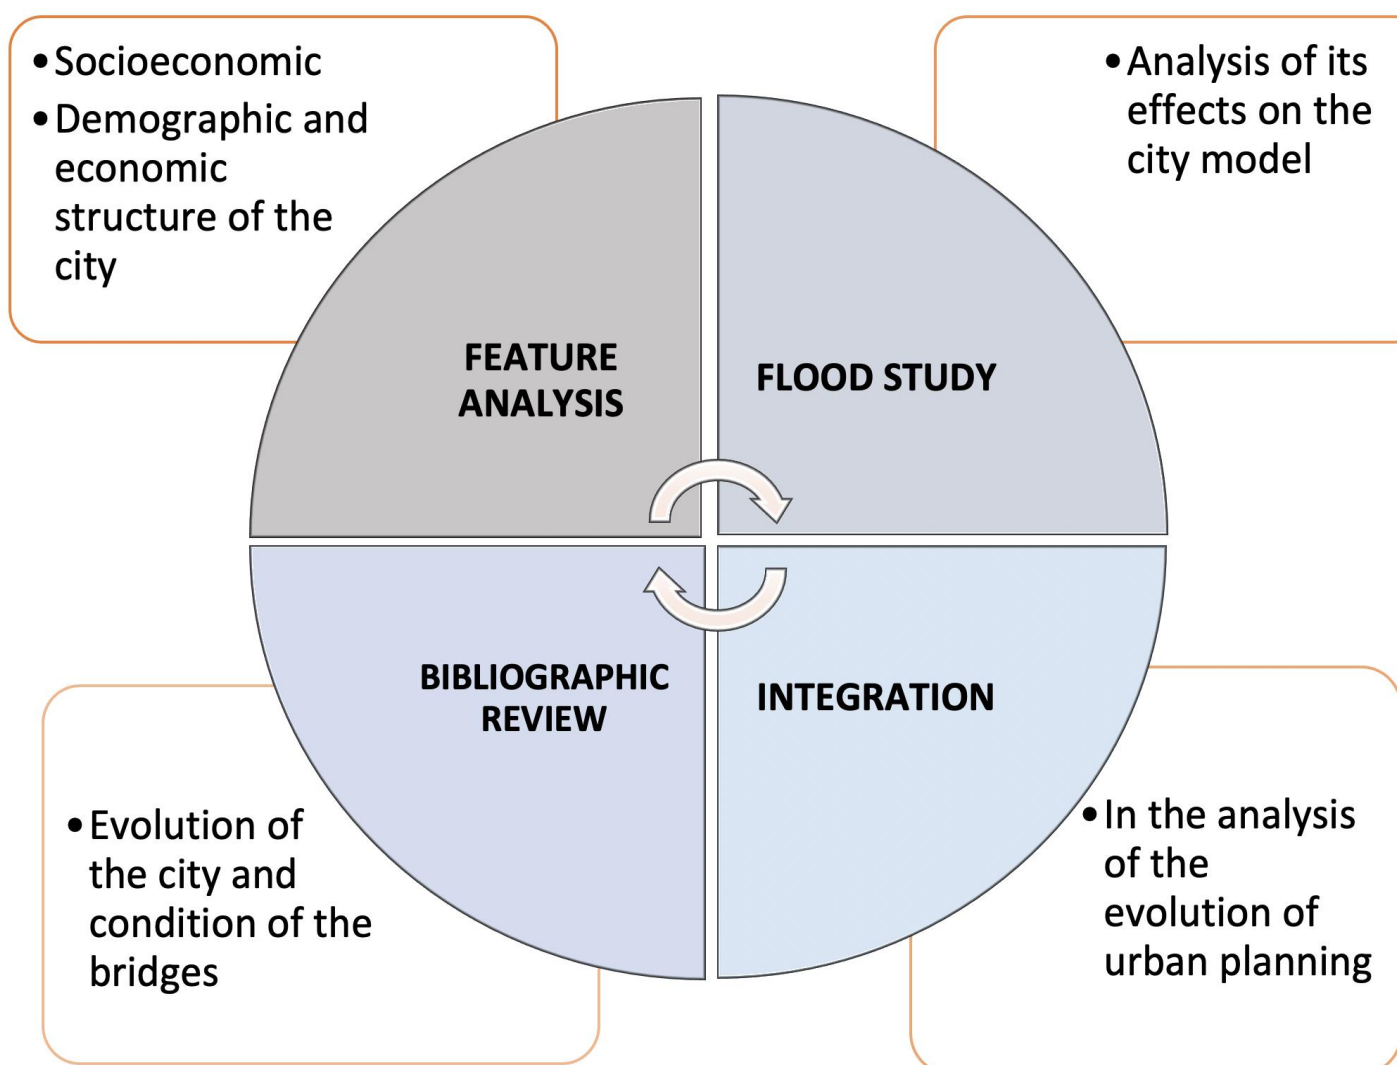 •Socioeconomic
•Demographic and
economic
structure of the
city
•Analysis of its
effects on the
city model
FEATURE
ANALYSIS
FLOOD STUDY
BIBLIOGRAPHIC
REVIEW
INTEGRATION
•Evolution of
the city and
condition of the
bridges
•In the analysis
of the
evolution of
urban planning